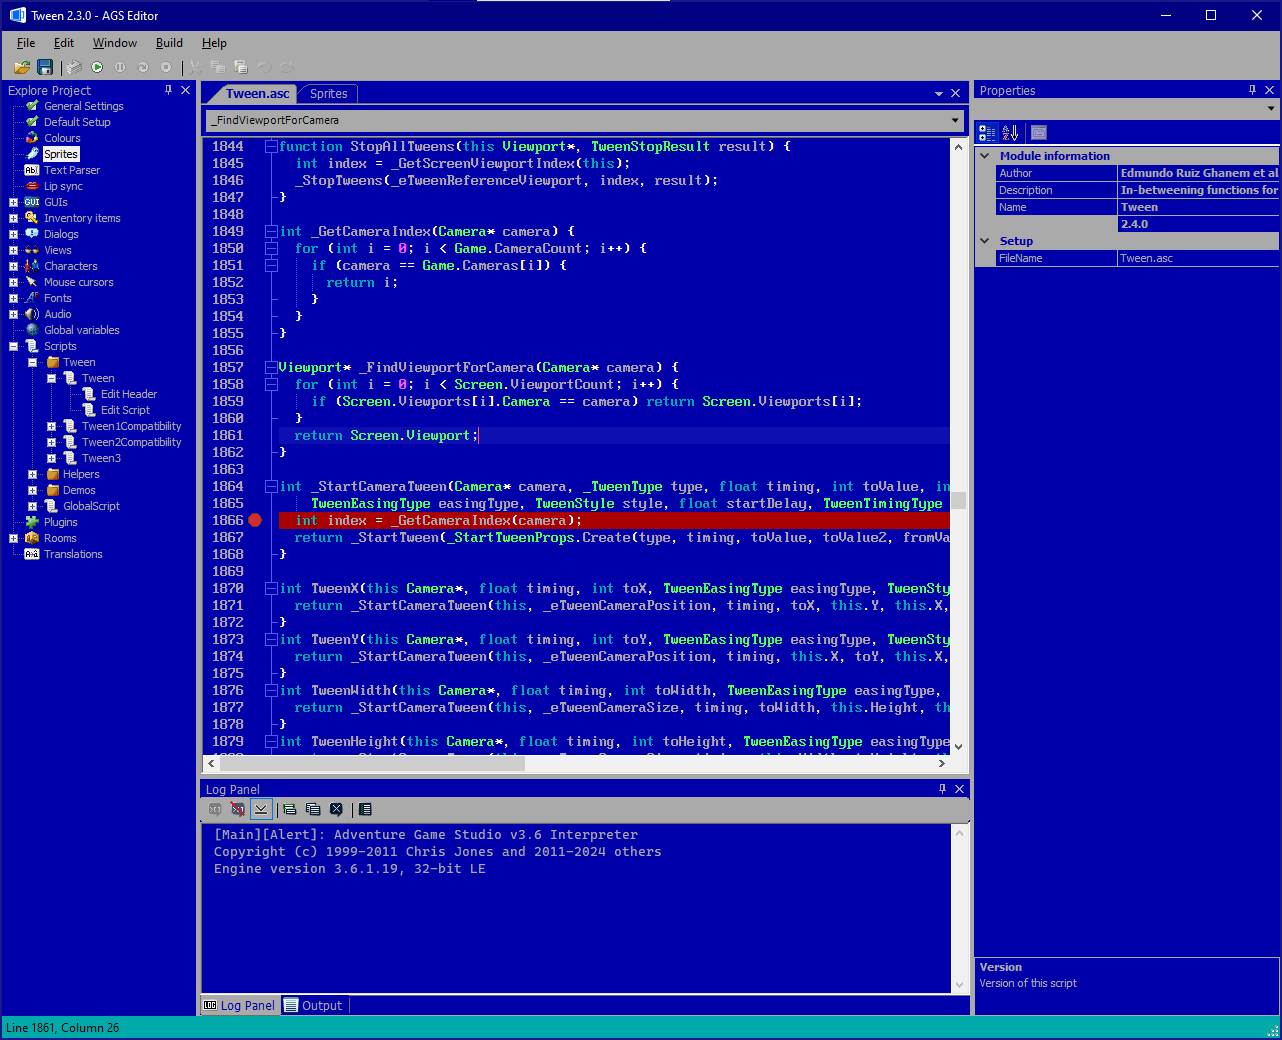 Tween 2.3.0 - AGS Editor
File Edit Window Build Help
Explore Project
General Settings
Default Setup
Colours
Sprites
Text Parser
Lip sync
GUIs
Inventory items
Dialogs
Views
Characters
Mouse cursors
Fonts
Audio
Global variables
Scripts
Tween
Tween
Edit Header
Edit Script
Tween1Compatibility
Tween2Compatibility
Tween3
Helpers
Demos
GlobalScript
Plugins
Rooms
Translations
Tween.asc Sprites
_FindViewportForCamera
1844 function StopAllTweens(this Viewport*, TweenStopResult result) {
1845 int index = _GetScreenViewportIndex(this);
1846 _StopTweens(_eTweenReferenceViewport, index, result);
1847 }
1848
1849 int _GetCameraIndex(Camera* camera) {
1850 for (int i = 0; i < Game.CameraCount; i++) {
1851 if (camera == Game.Cameras[i]) {
1852 return i;
1853 }
1854 }
1855 }
1856
1857 Viewport* _FindViewportForCamera(Camera* camera) {
1858 for (int i = 0; i < Screen.ViewportCount; i++) {
1859 if (Screen.Viewports[i].Camera == camera) return Screen.Viewports[i];
1860 }
1861 return Screen.Viewport;
1862 }
1863
1864 int _StartCameraTween(Camera* camera, _TweenType type, float timing, int toValue, in
1865 TweenEasingType easingType, TweenStyle style, float startDelay, TweenTimingType
1866 int index = _GetCameraIndex(camera);
1867 return _StartTween(_StartTweenProps.Create(type, timing, toValue, toValue2, fromVa
1868 }
1869
1870 int TweenX(this Camera*, float timing, int toX, TweenEasingType easingType, TweenSty
1871 return _StartCameraTween(this, _eTweenCameraPosition, timing, toX, this.Y, this.X,
1872 }
1873 int TweenY(this Camera*, float timing, int toY, TweenEasingType easingType, TweenSty
1874 return _StartCameraTween(this, _eTweenCameraPosition, timing, this.X, toY, this.X,
1875 }
1876 int TweenWidth(this Camera*, float timing, int toWidth, TweenEasingType easingType,
1877 return _StartCameraTween(this, _eTweenCameraSize, timing, toWidth, this.Height, th
1878 }
1879 int TweenHeight(this Camera*, float timing, int toHeight, TweenEasingType easingType
Log Panel
[Main][Alert]: Adventure Game Studio v3.6 Interpreter
Copyright (c) 1999-2011 Chris Jones and 2011-2024 others
Engine version 3.6.1.19, 32-bit LE
Log Panel Output
Properties
Module information
Author Edmundo Ruiz Ghanem et al
Description In-betweening functions for
Name Tween
2.4.0
Setup
FileName Tween.asc
Version
Version of this script
Line 1861, Column 26